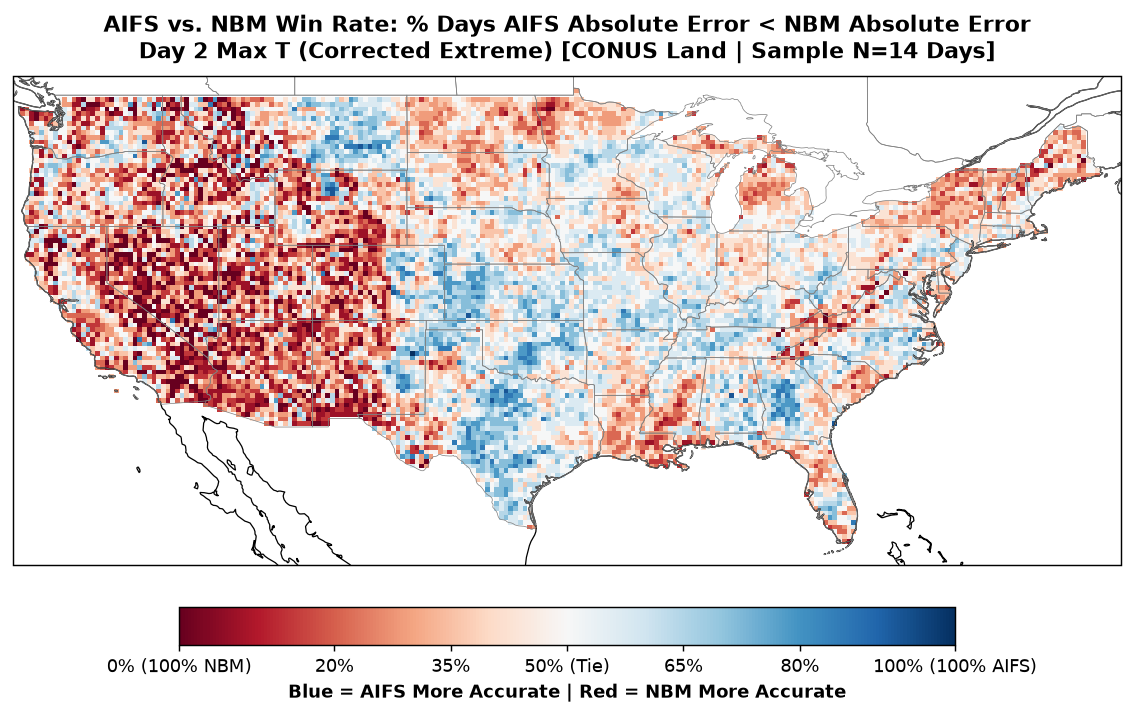 AIFS vs. NBM Win Rate: % Days AIFS Absolute Error < NBM Absolute Error
Day 2 Max T (Corrected Extreme) [CONUS Land | Sample N=14 Days]
0% (100% NBM) 20% 35% 50% (Tie) 65% 80% 100% (100% AIFS)
Blue = AIFS More Accurate | Red = NBM More Accurate